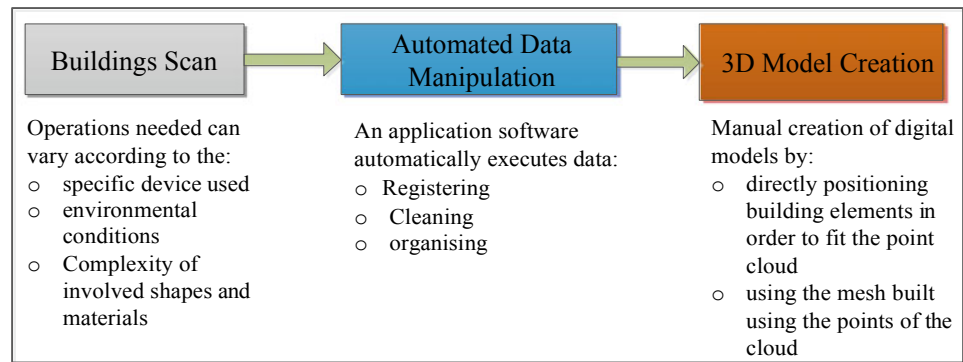 Buildings Scan
Automated Data
Manipulation
3D Model Creation
Operations needed can
vary according to the:
o specific device used
o environmental
conditions
o Complexity of
involved shapes and
materials
An application software
automatically executes data:
o Registering
o Cleaning
o organising
Manual creation of digital
models by:
o directly positioning
building elements in
order to fit the point
cloud
o using the mesh built
using the points of the
cloud